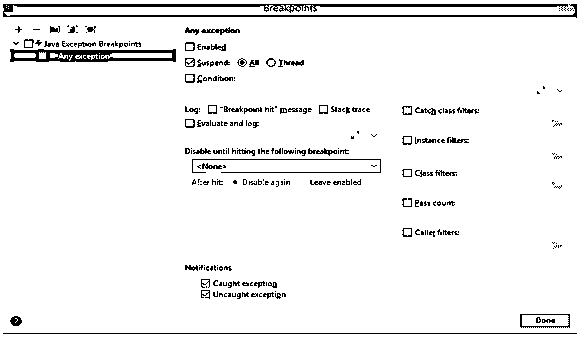 Breakpoints
Java Exception Breakpoints
"Any exception"
Any exception
Enabled
Suspend: All Thread
Condition:
Log: "Breakpoint hit" message Stack trace
Evaluate and log:
Disable until hitting the following breakpoint:
<None>
After hit: Disable again Leave enabled
Catch class filters:
Instance filters:
Class filters:
Pass count:
Caller filters:
Notifications
Caught exception
Uncaught exception
? Done